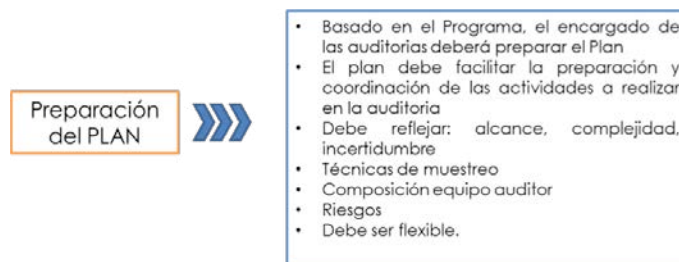 Preparación
del PLAN
• Basado en el Programa, el encargado de
las auditorias deberá preparar el Plan
• El plan debe facilitar la preparación y
coordinación de las actividades a realizar
en la auditoria
• Debe reflejar: alcance, complejidad,
incertidumbre
• Técnicas de muestreo
• Composición equipo auditor
• Riesgos
• Debe ser flexible.